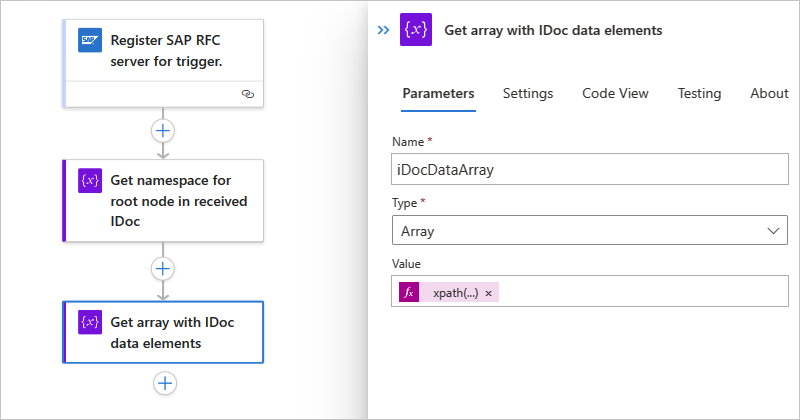 SAP
Register SAP RFC
server for trigger.
{x}
Get namespace for
root node in received
IDoc
{x}
Get array with IDoc
data elements
{x}
Get array with IDoc data elements
Parameters
Settings
Code View
Testing
About
Name *
iDocDataArray
Type *
Array
Value
fx xpath(...) ×